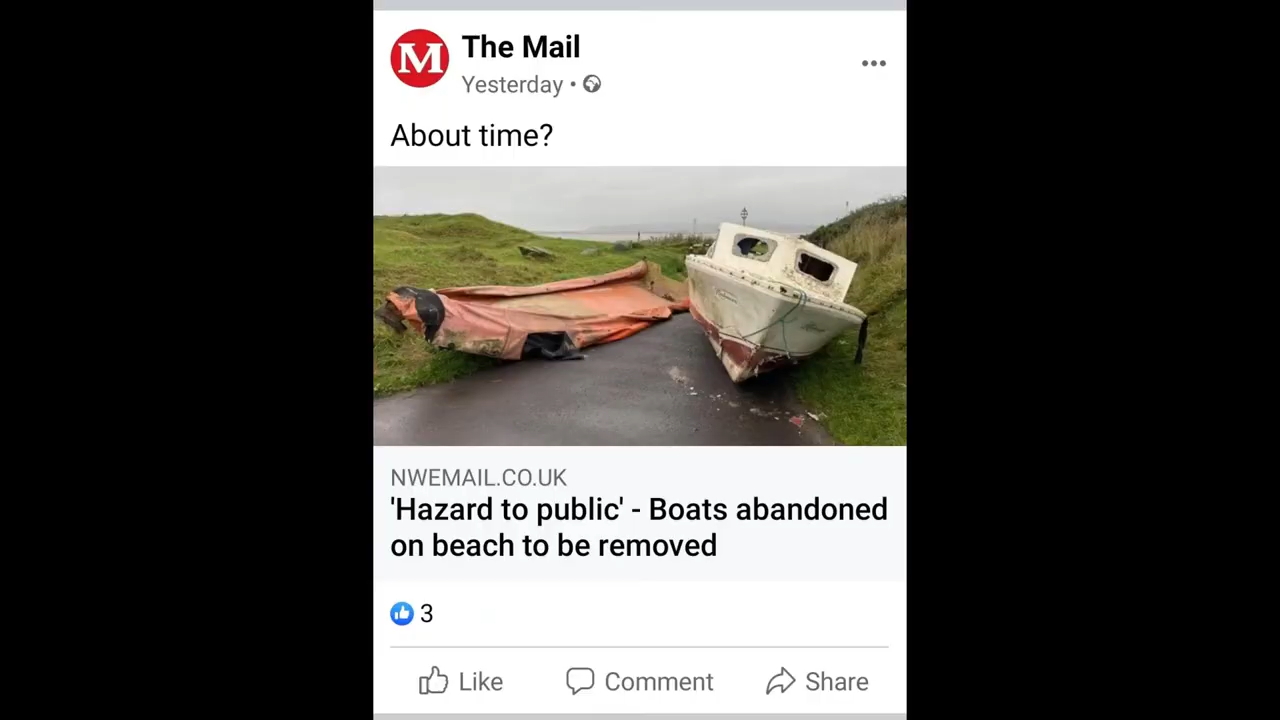 M
The Mail
Yesterday •
About time?
NWEMAIL.CO.UK
'Hazard to public' - Boats abandoned
on beach to be removed
3
Like Comment Share